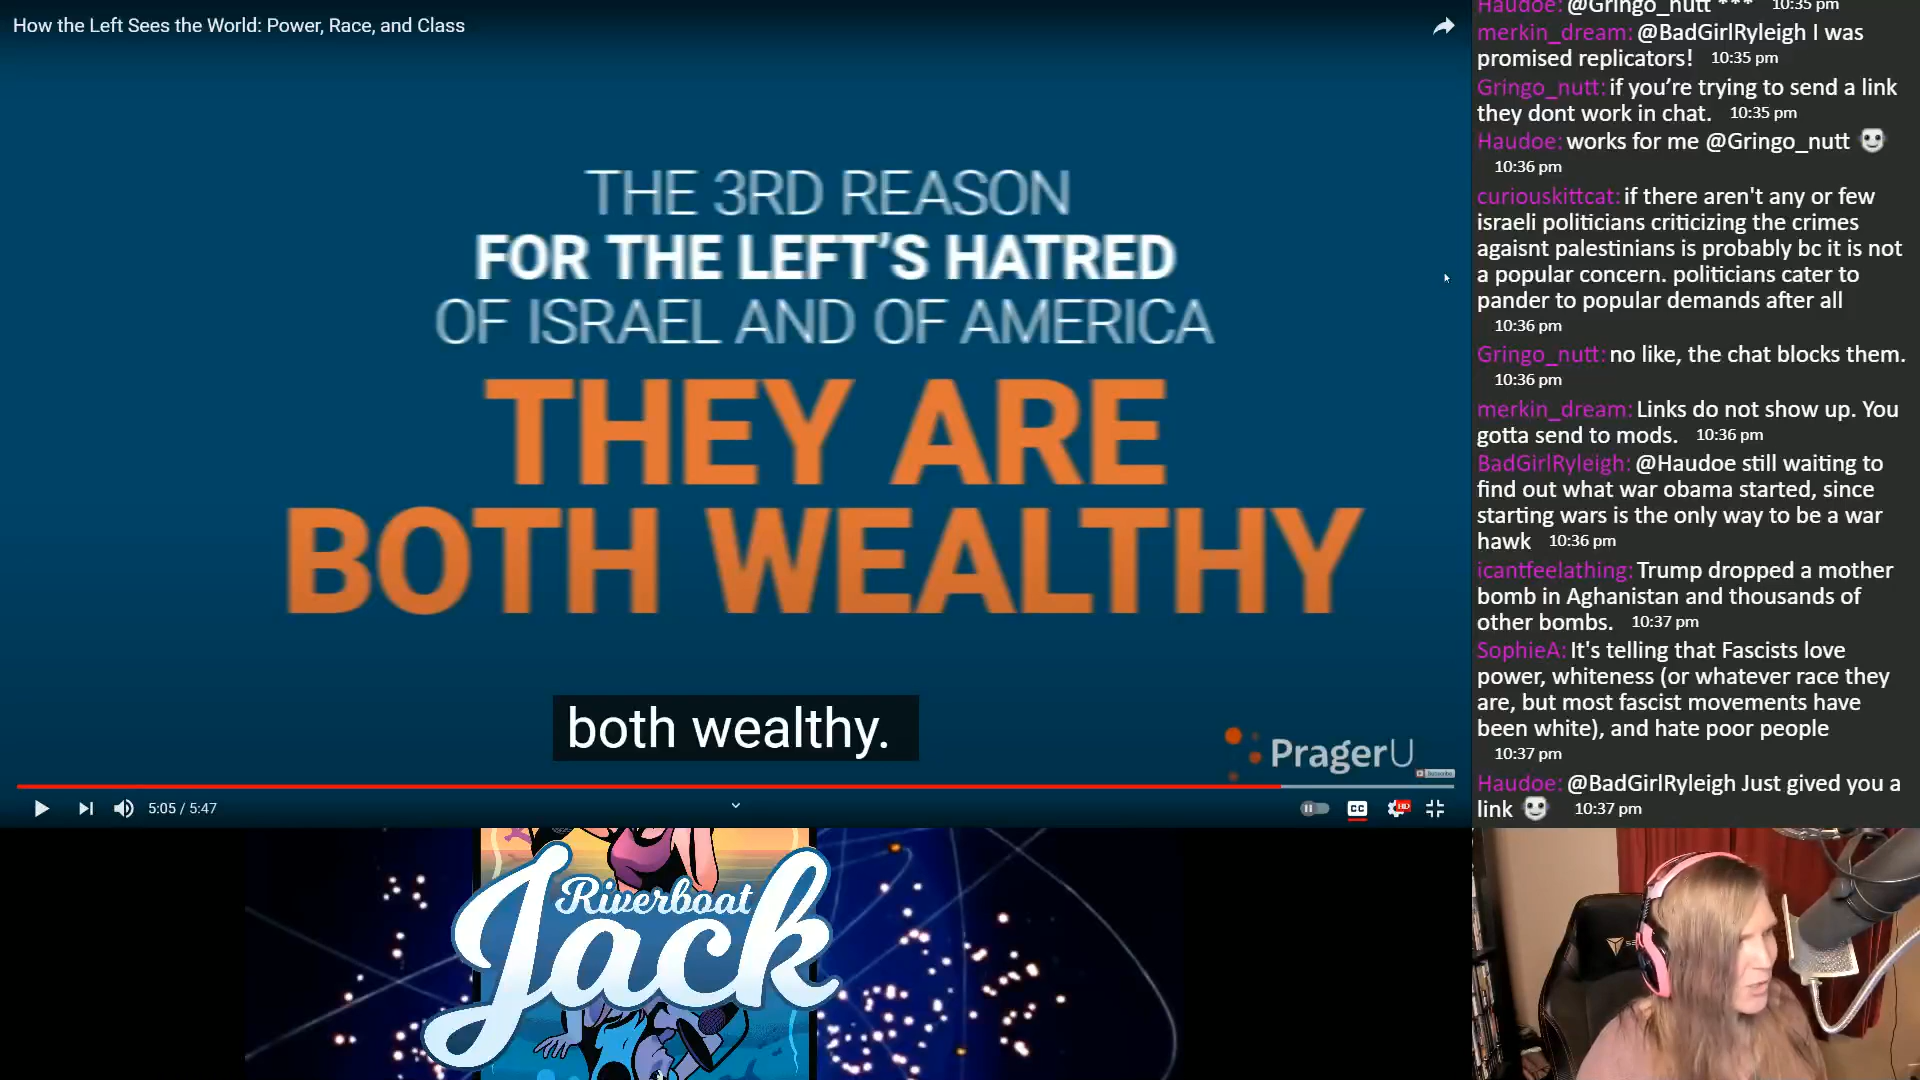 How the Left Sees the World: Power, Race, and Class
THE 3RD REASON
FOR THE LEFT'S HATRED
OF ISRAEL AND OF AMERICA
THEY ARE
BOTH WEALTHY
both wealthy.
PragerU
Subscribe
5:05 / 5:47
CC
HD
Riverboat
Jack
Haudoe: @Gringo_nutt *** 10:35 pm
merkin_dream: @BadGirlRyleigh I was
promised replicators! 10:35 pm
Gringo_nutt: if you're trying to send a link
they dont work in chat. 10:35 pm
Haudoe: works for me @Gringo_nutt
10:36 pm
curiouskittcat: if there aren't any or few
israeli politicians criticizing the crimes
agaisnt palestinians is probably bc it is not
a popular concern. politicians cater to
pander to popular demands after all
10:36 pm
Gringo_nutt: no like, the chat blocks them.
10:36 pm
merkin_dream: Links do not show up. You
gotta send to mods. 10:36 pm
BadGirlRyleigh: @Haudoe still waiting to
find out what war obama started, since
starting wars is the only way to be a war
hawk 10:36 pm
icantfeelathing: Trump dropped a mother
bomb in Aghanistan and thousands of
other bombs. 10:37 pm
SophieA: It's telling that Fascists love
power, whiteness (or whatever race they
are, but most fascist movements have
been white), and hate poor people
10:37 pm
Haudoe: @BadGirlRyleigh Just gived you a
link 10:37 pm